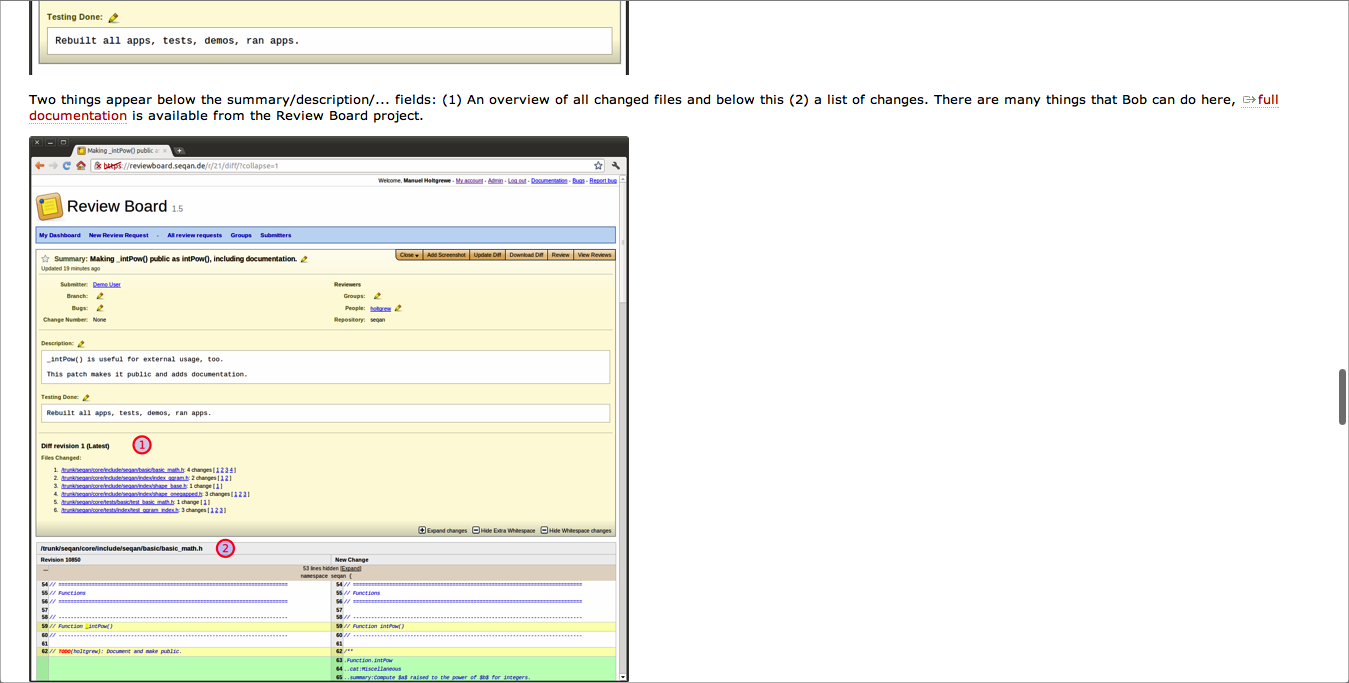 Testing Done:
Rebuilt all apps, tests, demos, ran apps.
Two things appear below the summary/description/... fields: (1) An overview of all changed files and below this (2) a list of changes. There are many things that Bob can do here, full
documentation is available from the Review Board project.
Making _intPow() public a
https://reviewboard.seqan.de/r/21/diff/?collapse=1
Welcome, Manuel Holtgrewe - My account - Admin - Log out - Documentation - Bugs - Report bug
Review Board 1.5
My Dashboard New Review Request - All review requests Groups Submitters
Summary: Making _intPow() public as intPow(), including documentation.
Close Add Screenshot Update Diff Download Diff Review View Reviews
Updated 19 minutes ago
Submitter: Demo User Reviewers
Branch: Groups:
Bugs: People: holtgrew
Change Number: None Repository: seqan
Description:
_intPow() is useful for external usage, too.
This patch makes it public and adds documentation.
Testing Done:
Rebuilt all apps, tests, demos, ran apps.
Diff revision 1 (Latest) 1
Files Changed:
1. /trunk/seqan/core/include/seqan/basic/basic_math.h: 4 changes [ 1 2 3 4 ]
2. /trunk/seqan/core/include/seqan/index/index_qgram.h: 2 changes [ 1 2 ]
3. /trunk/seqan/core/include/seqan/index/shape_base.h: 1 change [ 1 ]
4. /trunk/seqan/core/include/seqan/index/shape_onegapped.h: 3 changes [ 1 2 3 ]
5. /trunk/seqan/core/tests/basic/test_basic_math.h: 1 change [ 1 ]
6. /trunk/seqan/core/tests/index/test_qgram_index.h: 3 changes [ 1 2 3 ]
Expand changes Hide Extra Whitespace Hide Whitespace changes
/trunk/seqan/core/include/seqan/basic/basic_math.h 2
Revision 10850 New Change
... 53 lines hidden [Expand]
namespace seqan {
54 // ============================================================================ 54 // ============================================================================
55 // Functions 55 // Functions
56 // ============================================================================ 56 // ============================================================================
57 57
58 // ---------------------------------------------------------------------------- 58 // ----------------------------------------------------------------------------
59 // Function _intPow() 59 // Function intPow()
60 // ---------------------------------------------------------------------------- 60 // ----------------------------------------------------------------------------
61 61
62 // TODO(holtgrew): Document and make public. 62 /**
63 .Function.intPow
64 ..cat:Miscellaneous
65 ..summary:Compute $a$ raised to the power of $b$ for integers.